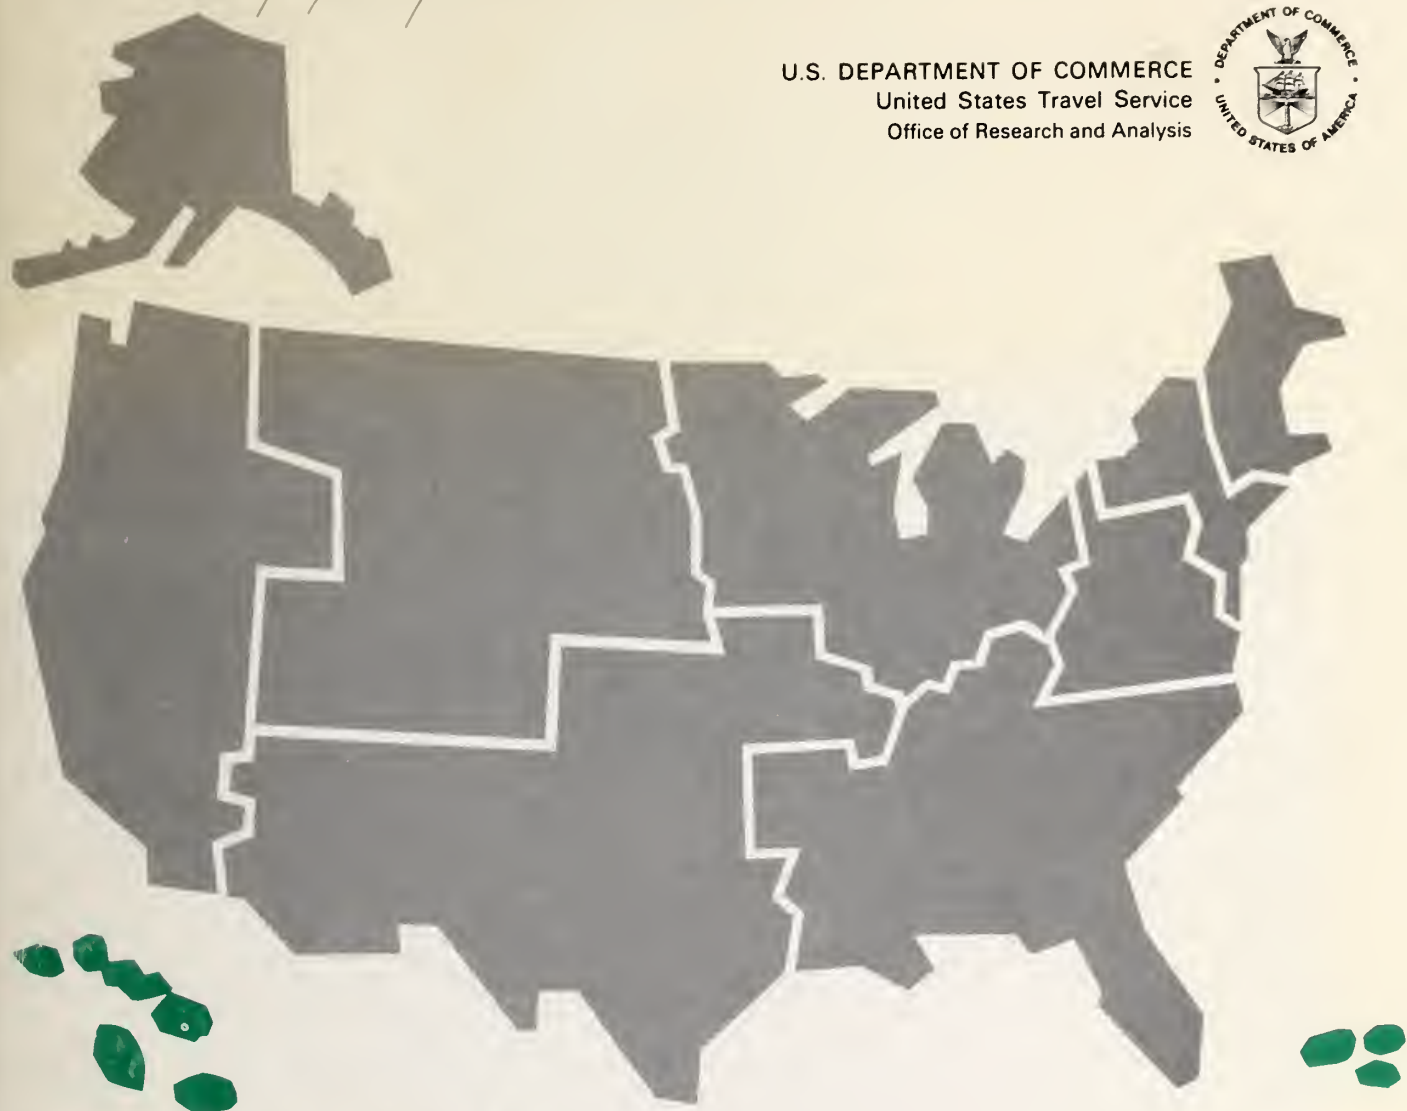 U.S. DEPARTMENT OF COMMERCE
United States Travel Service
Office of Research and Analysis
DEPARTMENT OF COMMERCE
UNITED STATES OF AMERICA